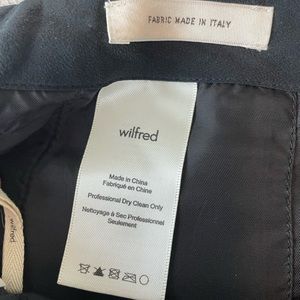 FABRIC MADE IN ITALY
wilfred
Made in China
Fabriqué en Chine
Professional Dry Clean Only
Nettoyage à Sec Professionnel
Seulement
wilfred